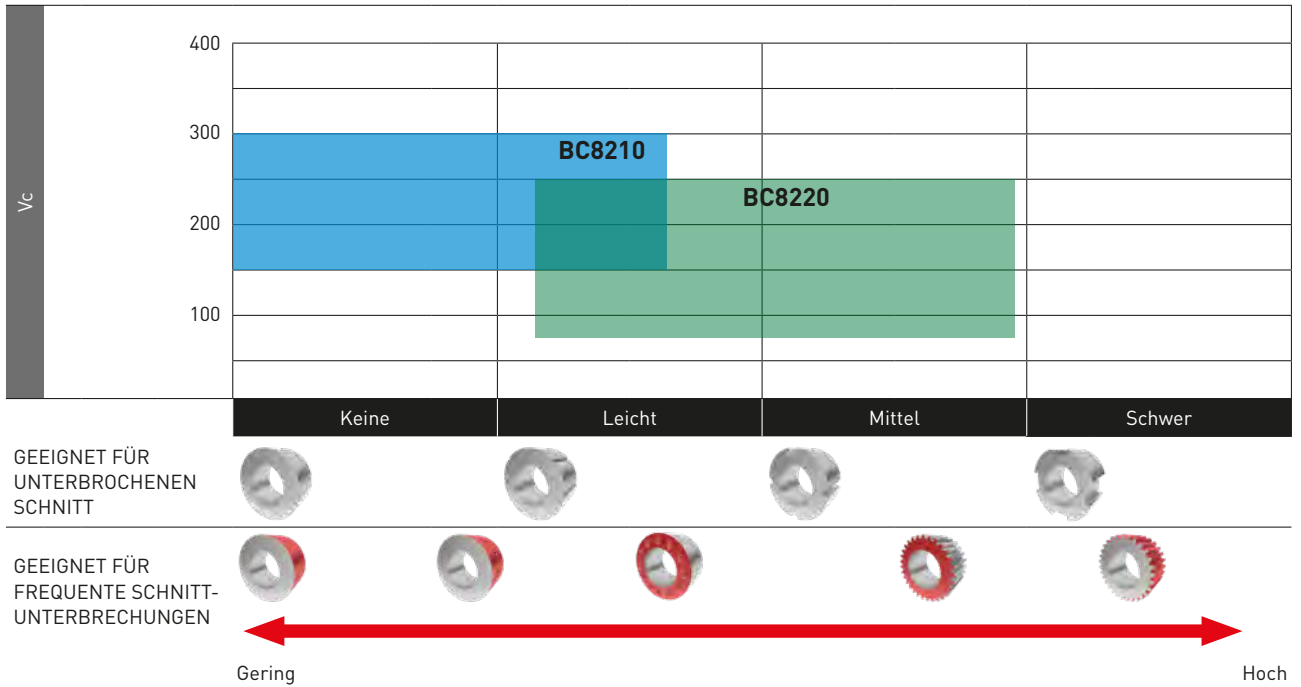 Vc
400
300
200
100
BC8210
BC8220
Keine Leicht Mittel Schwer
GEEIGNET FÜR
UNTERBROCHENEN
SCHNITT
GEEIGNET FÜR
FREQUENTE SCHNITT-
UNTERBRECHUNGEN
Gering Hoch